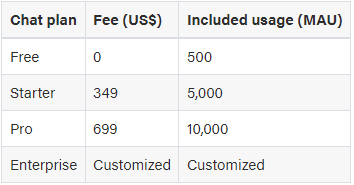 Chat plan Fee (US$) Included usage (MAU)
Free 0 500
Starter 349 5,000
Pro 699 10,000
Enterprise Customized Customized